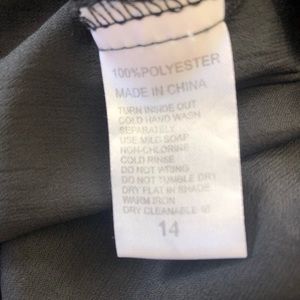 100%POLYESTER
MADE IN CHINA
TURN INSIDE OUT
COLD HAND WASH
SEPARATELY
USE MILD SOAP
NON-CHLORINE
COLD RINSE
DO NOT WRING
DO NOT TUMBLE DRY
DRY FLAT IN SHADE
WARM IRON
DRY CLEANABLE
14